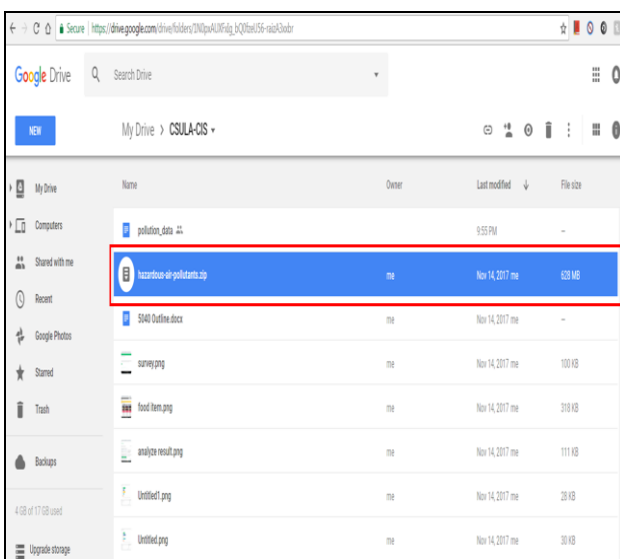 Secure https://drive.google.com/drive/folders/
Google Drive Search Drive
NEW My Drive > CSULA-CIS
My Drive
Computers
Shared with me
Recent
Google Photos
Starred
Trash
Backups
4 GB of 17 GB used
Upgrade storage
Name Owner Last modified File size
pollution_data 9:55 PM –
hazardous-air-pollutants.zip me Nov 14, 2017 me 628 MB
5040 Outline.docx me Nov 14, 2017 me –
survey.png me Nov 14, 2017 me 100 KB
food item.png me Nov 14, 2017 me 318 KB
analyze result.png me Nov 14, 2017 me 111 KB
Untitled1.png me Nov 14, 2017 me 28 KB
Untitled.png me Nov 14, 2017 me 30 KB